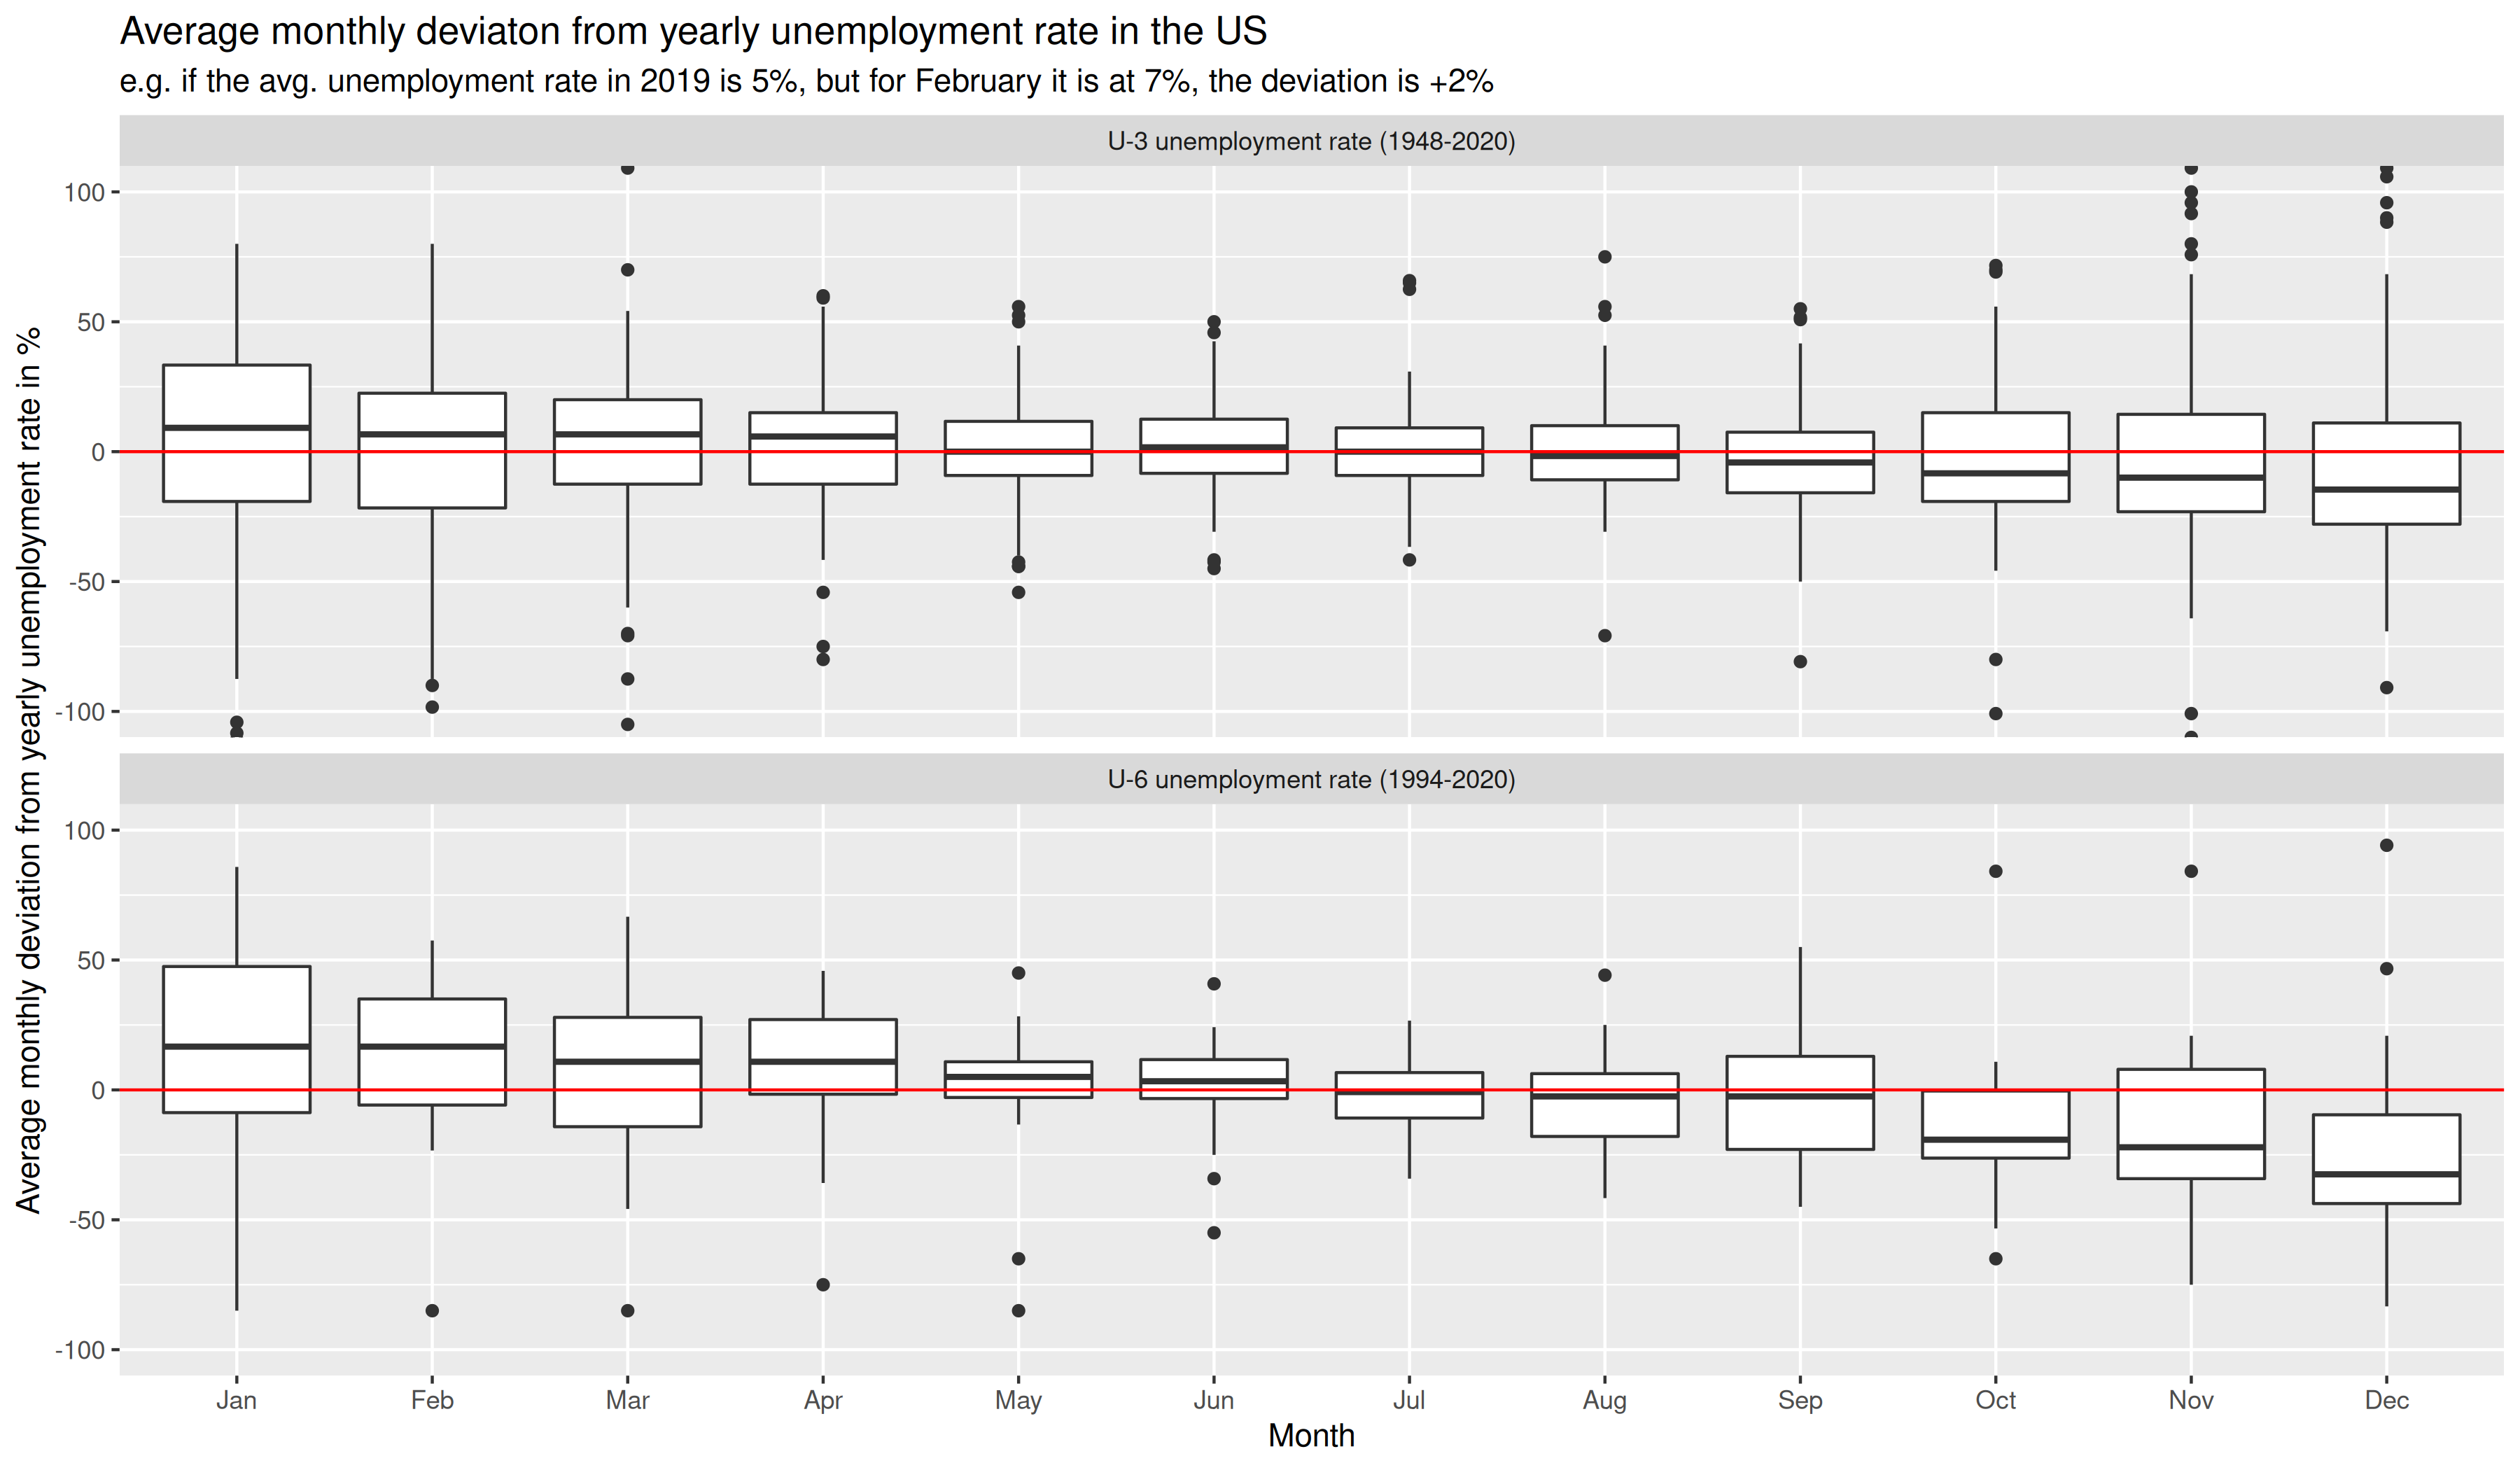 Average monthly deviaton from yearly unemployment rate in the US
e.g. if the avg. unemployment rate in 2019 is 5%, but for February it is at 7%, the deviation is +2%
Average monthly deviation from yearly unemployment rate in %
U-3 unemployment rate (1948-2020)
100
50
0
-50
-100
U-6 unemployment rate (1994-2020)
100
50
0
-50
-100
Jan Feb Mar Apr May Jun Jul Aug Sep Oct Nov Dec
Month